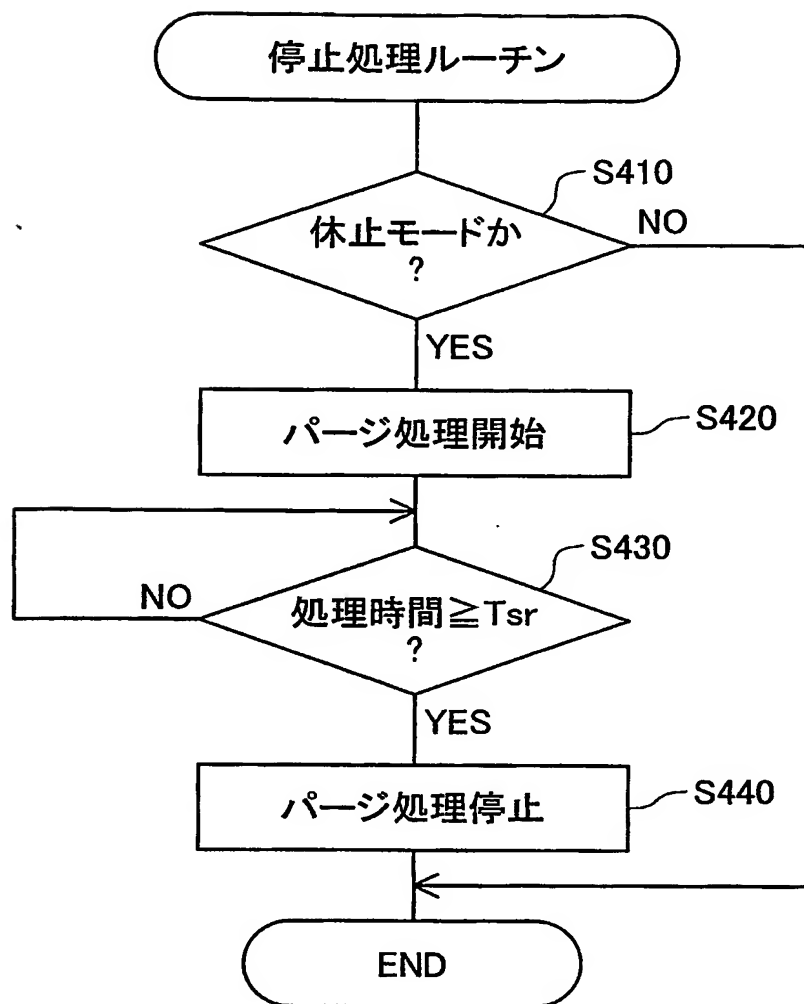 停止処理ルーチン
S410
休止モードか
?
NO
YES
パージ処理開始
S420
S430
NO
処理時間≧Tsr
?
YES
パージ処理停止
S440
END